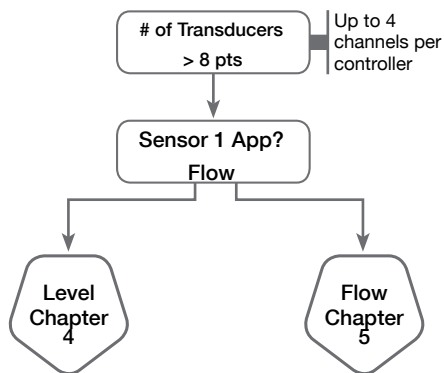 # of Transducers
> 8 pts
Up to 4
channels per
controller
Sensor 1 App?
Flow
Level
Chapter
4
Flow
Chapter
5